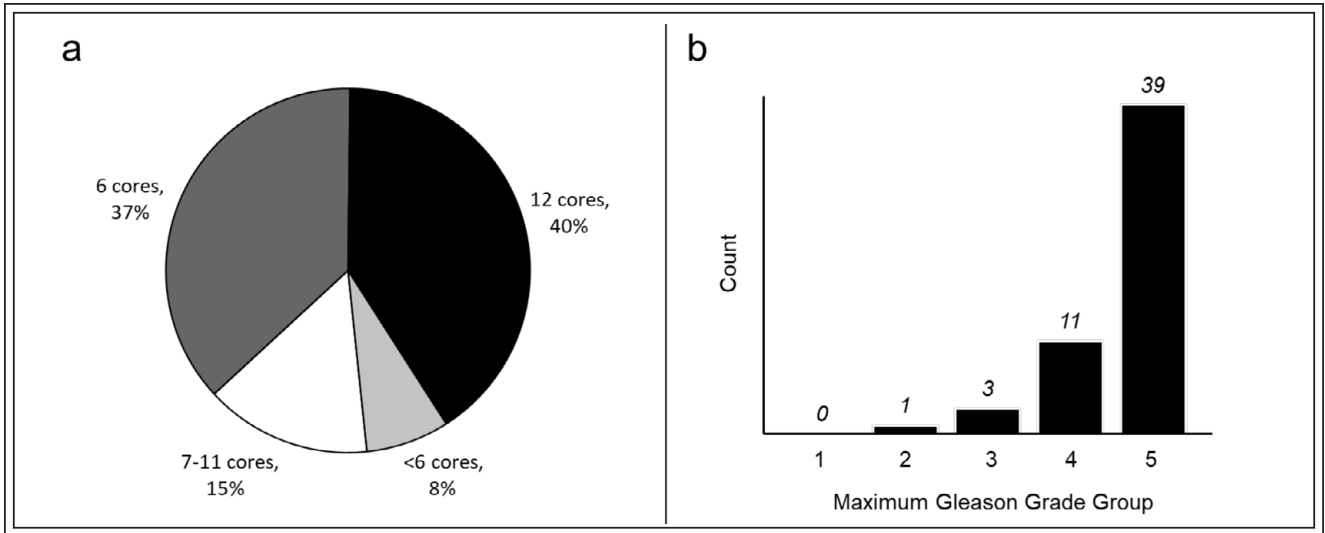 a
6 cores,
37%
12 cores,
40%
7-11 cores,
15%
<6 cores,
8%
b
Count
0
1
3
11
39
1
2
3
4
5
Maximum Gleason Grade Group